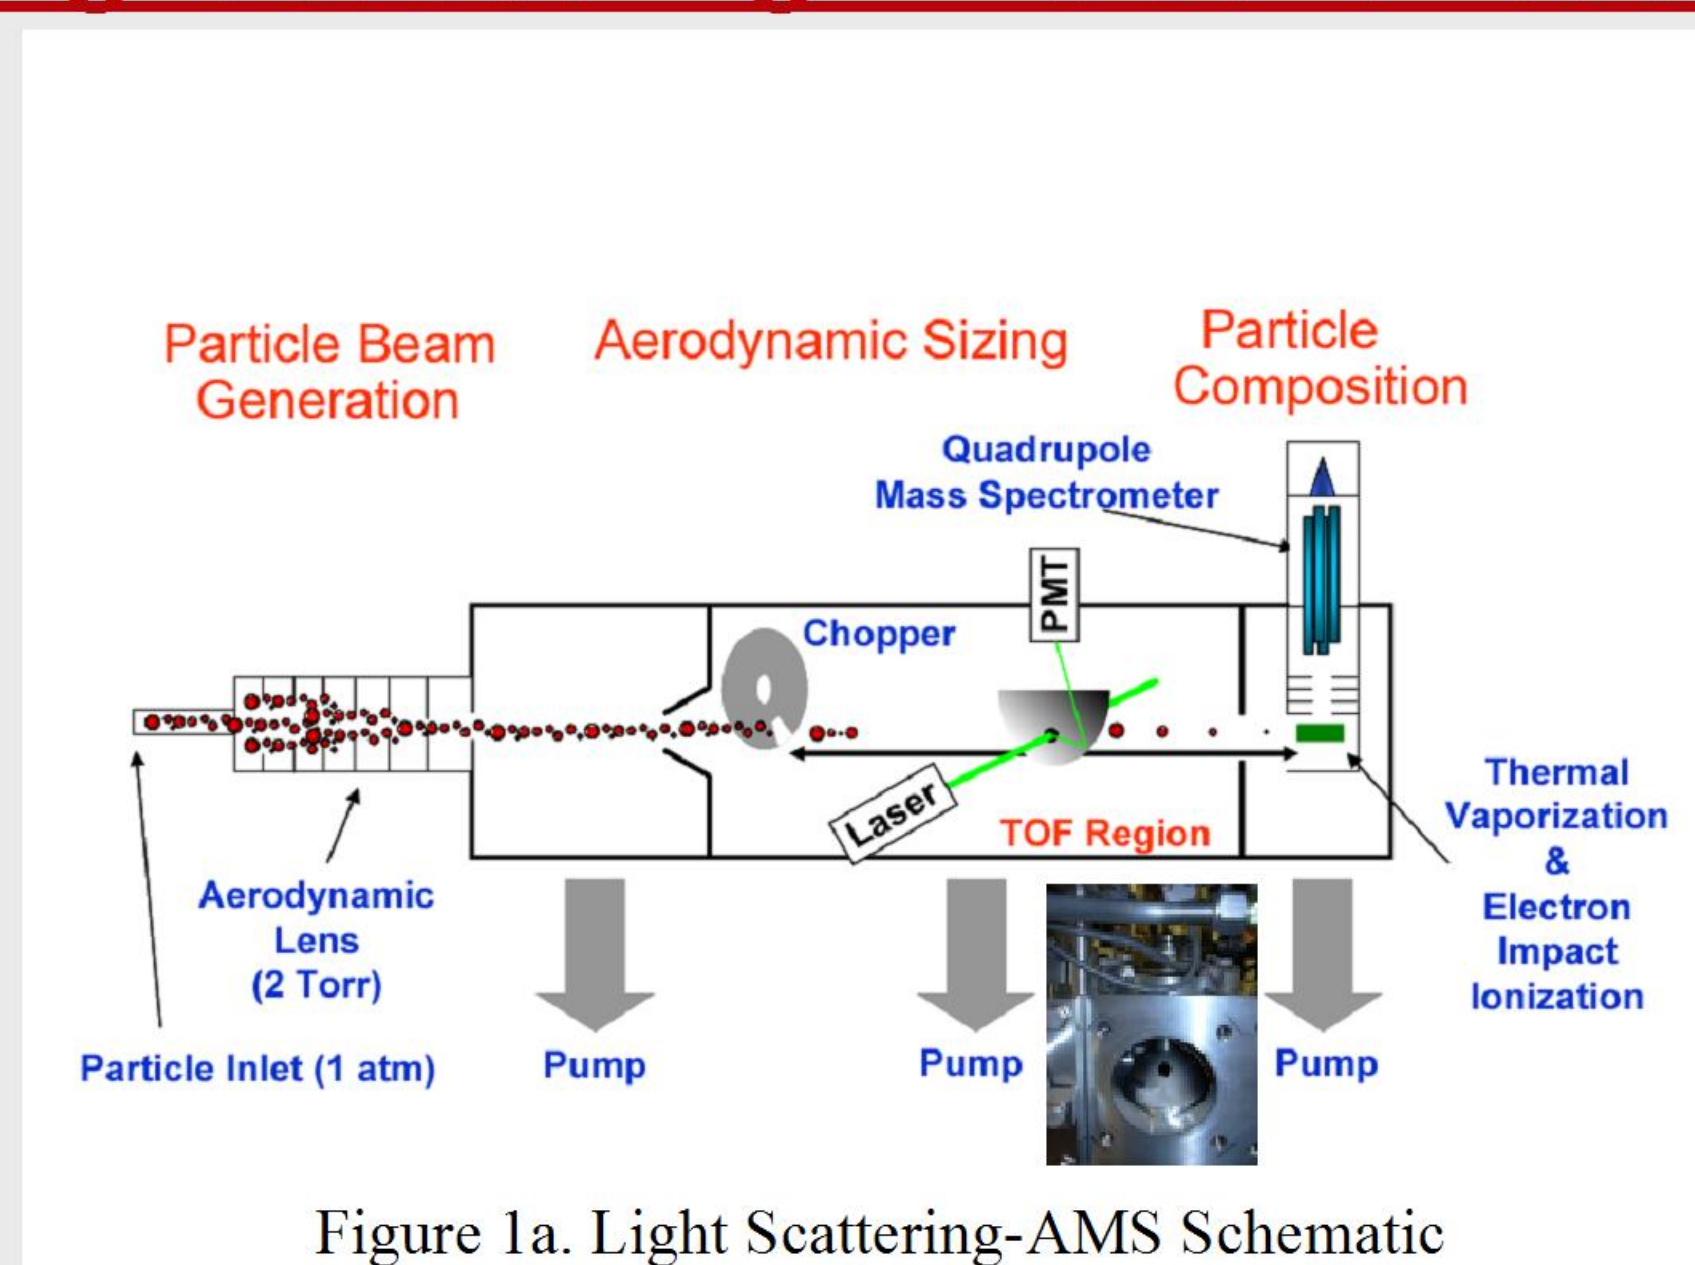 Particle Beam
Generation
Aerodynamic Sizing
Particle
Composition
Quadrupole
Mass Spectrometer
PMT
Chopper
Laser
TOF Region
Thermal
Vaporization
&
Electron
Impact
Ionization
Aerodynamic
Lens
(2 Torr)
Particle Inlet (1 atm)
Pump
Pump
Pump
Figure 1a. Light Scattering-AMS Schematic